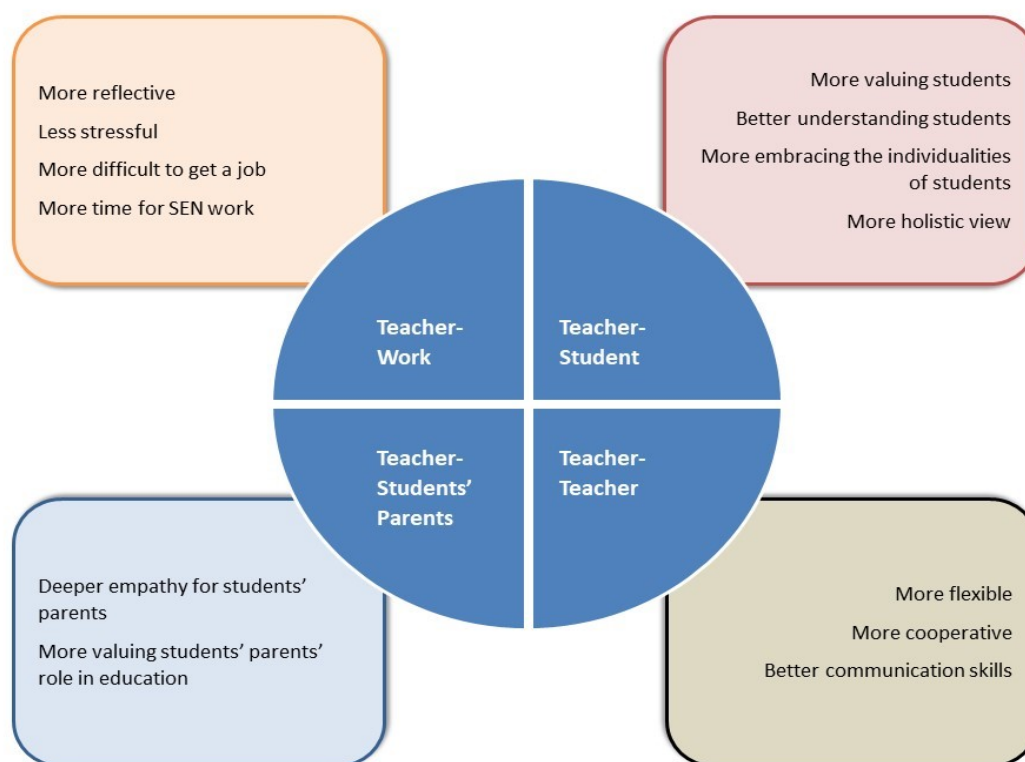 More reflective
Less stressful
More difficult to get a job
More time for SEN work
More valuing students
Better understanding students
More embracing the individualities
of students
More holistic view
Teacher-
Work
Teacher-
Student
Teacher-
Students’
Parents
Teacher-
Teacher
Deeper empathy for students’
parents
More valuing students’ parents’
role in education
More flexible
More cooperative
Better communication skills